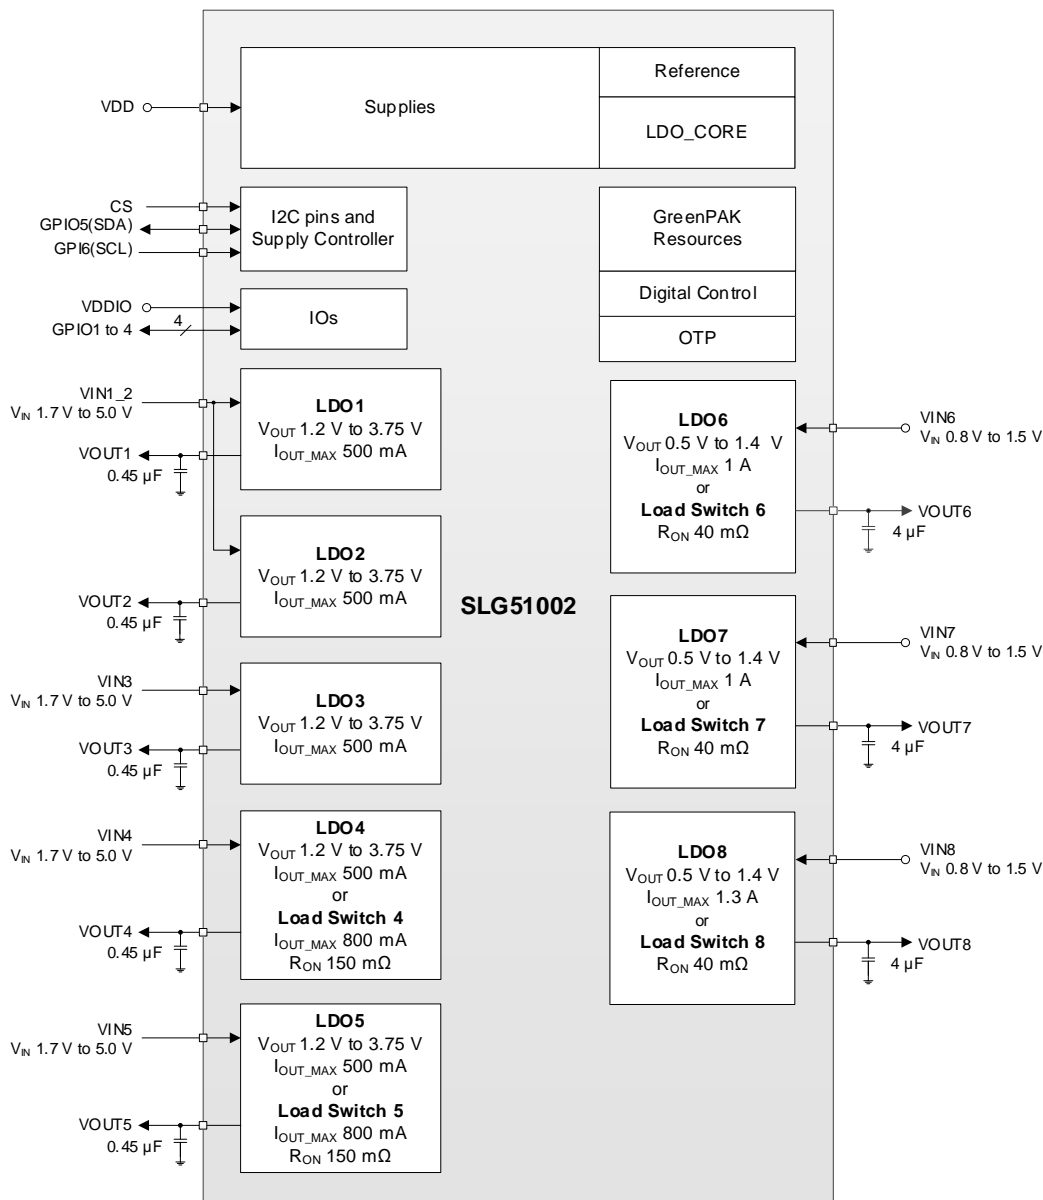 Supplies
Reference
LDO_CORE
VDD
CS
GPIO5(SDA)
GPI6(SCL)
I2C pins and
Supply Controller
GreenPAK
Resources
Digital Control
OTP
VDDIO
GPIO1 to 4
4
IOs
VIN1_2
VIN 1.7 V to 5.0 V
VOUT1
0.45 µF
LDO1
VOUT 1.2 V to 3.75 V
IOUT_MAX 500 mA
LDO2
VOUT 1.2 V to 3.75 V
IOUT_MAX 500 mA
VOUT2
0.45 µF
SLG51002
VIN3
VIN 1.7 V to 5.0 V
VOUT3
0.45 µF
LDO3
VOUT 1.2 V to 3.75 V
IOUT_MAX 500 mA
VIN4
VIN 1.7 V to 5.0 V
VOUT4
0.45 µF
LDO4
VOUT 1.2 V to 3.75 V
IOUT_MAX 500 mA
or
Load Switch 4
IOUT_MAX 800 mA
RON 150 mΩ
VIN5
VIN 1.7 V to 5.0 V
VOUT5
0.45 µF
LDO5
VOUT 1.2 V to 3.75 V
IOUT_MAX 500 mA
or
Load Switch 5
IOUT_MAX 800 mA
RON 150 mΩ
LDO6
VOUT 0.5 V to 1.4 V
IOUT_MAX 1 A
or
Load Switch 6
RON 40 mΩ
VIN6
VIN 0.8 V to 1.5 V
VOUT6
4 µF
LDO7
VOUT 0.5 V to 1.4 V
IOUT_MAX 1 A
or
Load Switch 7
RON 40 mΩ
VIN7
VIN 0.8 V to 1.5 V
VOUT7
4 µF
LDO8
VOUT 0.5 V to 1.4 V
IOUT_MAX 1.3 A
or
Load Switch 8
RON 40 mΩ
VIN8
VIN 0.8 V to 1.5 V
VOUT8
4 µF